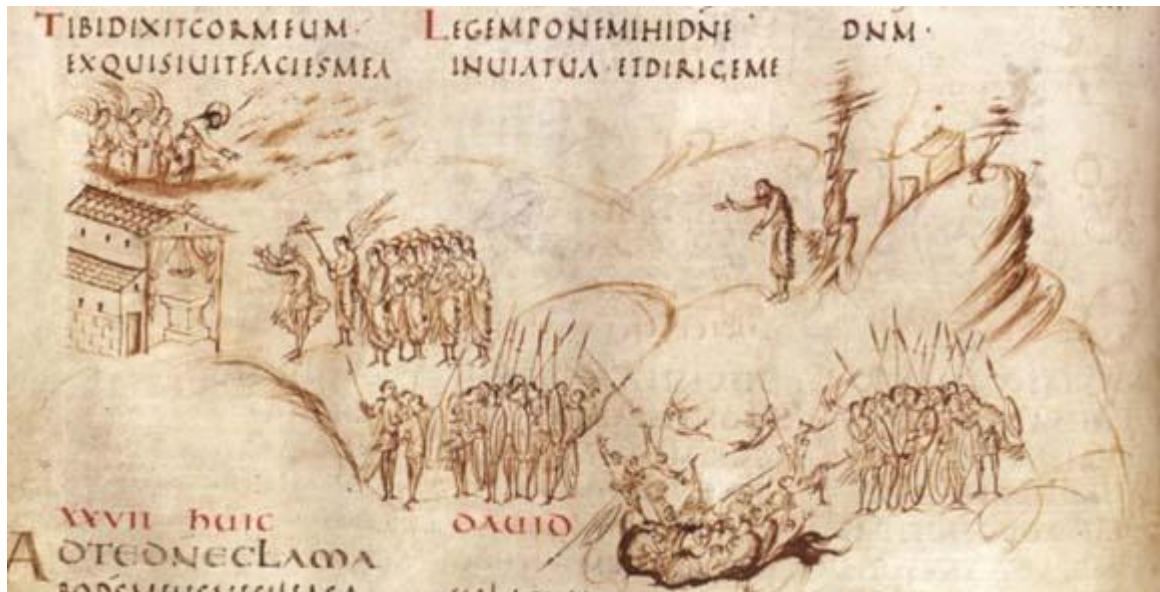 TIBIDIXITCORMEUM·
EXQUISIUITFACIESMEA
LEGEMPONEMIHIDNE
INUIATUA·ETDIRIGEME
DNM·
XXVII HUIC DAUID
ADTEDNECLAMA